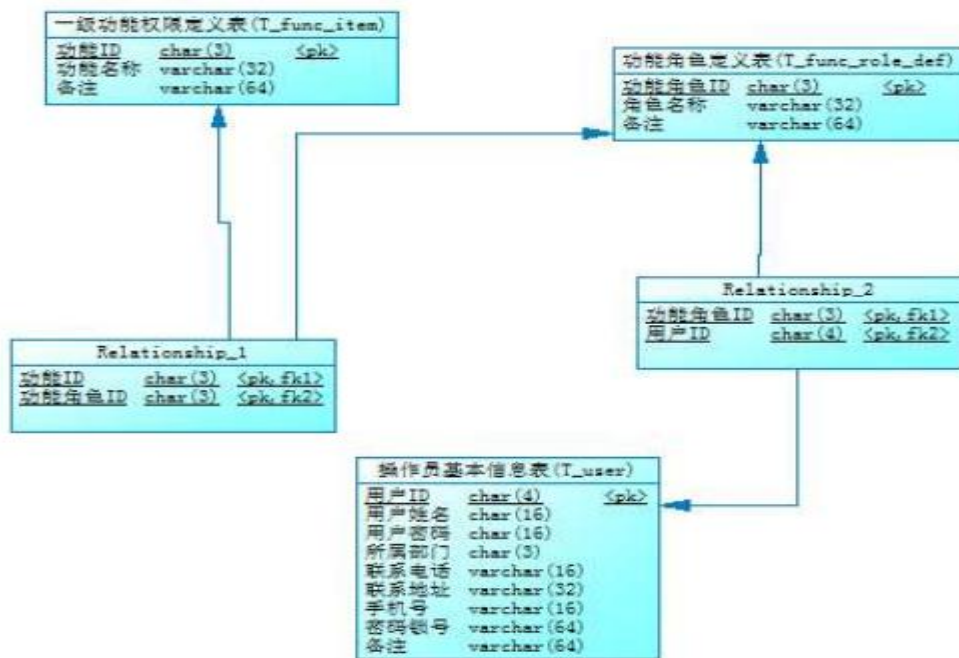 一级功能权限定义表(T_func_item)
功能ID char(3) <pk>
功能名称 varchar(32)
备注 varchar(64)
功能角色定义表(T_func_role_def)
功能角色ID char(3) <pk>
角色名称 varchar(32)
备注 varchar(64)
Relationship_2
功能角色ID char(3) <pk,fk1>
用户ID char(4) <pk,fk2>
Relationship_1
功能ID char(3) <pk,fk1>
功能角色ID char(3) <pk,fk2>
操作员基本信息表(T_user)
用户ID char(4) <pk>
用户姓名 char(16)
用户密码 char(16)
所属部门 char(3)
联系电话 varchar(16)
联系地址 varchar(32)
手机号 varchar(16)
密码锁号 varchar(64)
备注 varchar(64)